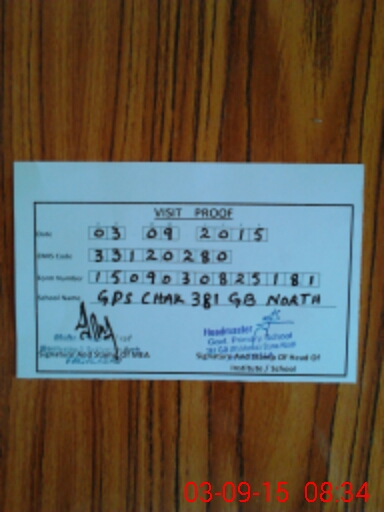 VISIT PROOF
Date 03 09 2015
EMIS Code 33120280
Form Number 15090308251 81
School Name GPS CHAK 381 GB NORTH
Headmaster
Govt. Primary School
Signature And Stamp Of MEA
Signature And Stamp Of Head Of
Institute / School
03-09-15 08:34